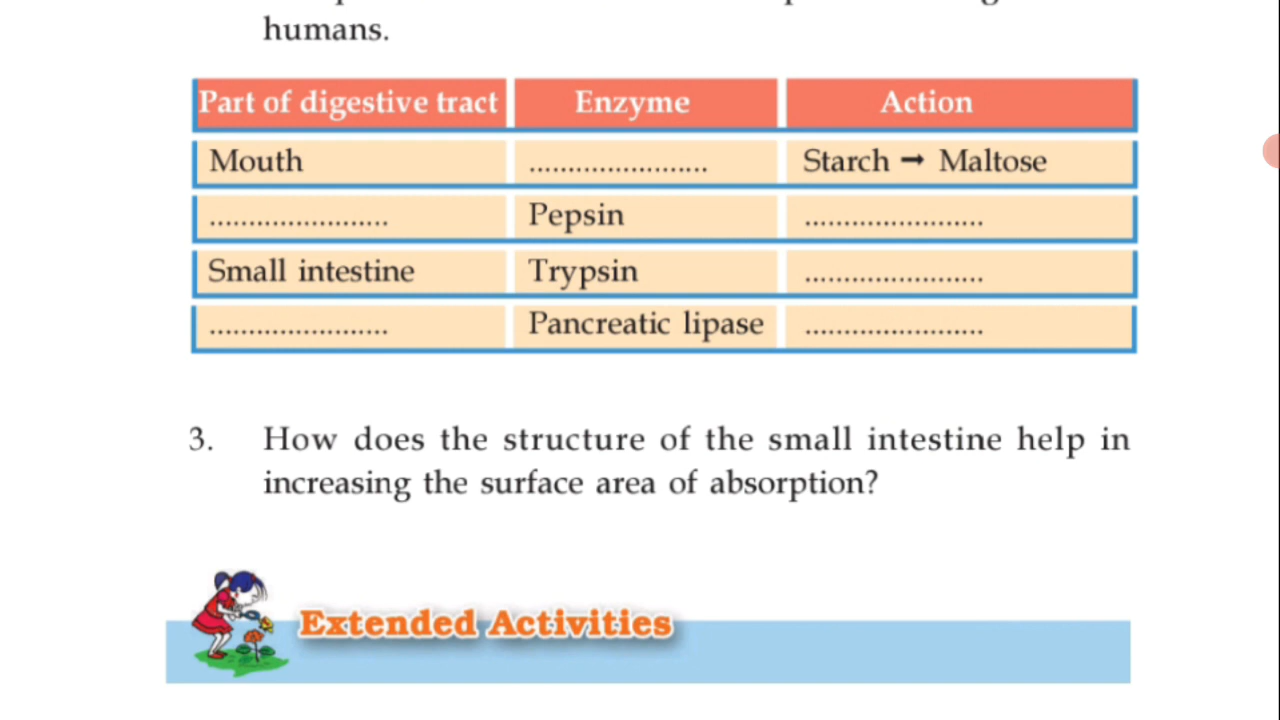 humans.
Part of digestive tract Enzyme Action
Mouth ....................... Starch ➞ Maltose
....................... Pepsin .......................
Small intestine Trypsin .......................
....................... Pancreatic lipase .......................
3. How does the structure of the small intestine help in
increasing the surface area of absorption?
Extended Activities